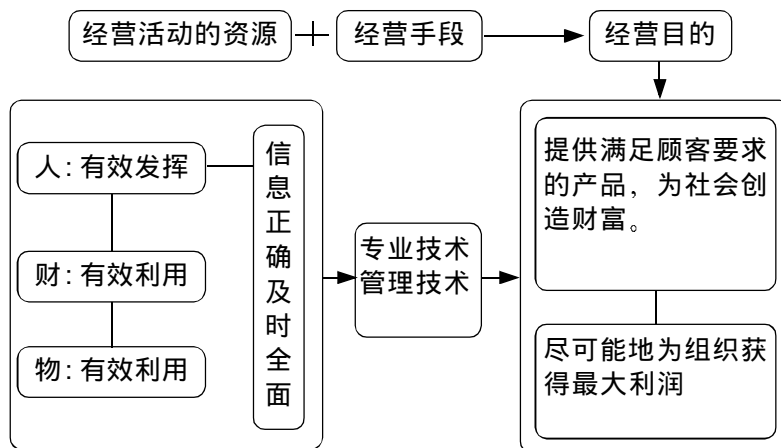 经营活动的资源
经营手段
经营目的
人:有效发挥
财:有效利用
物:有效利用
信息正确及时全面
专业技术
管理技术
提供满足顾客要求
的产品，为社会创
造财富。
尽可能地为组织获
得最大利润